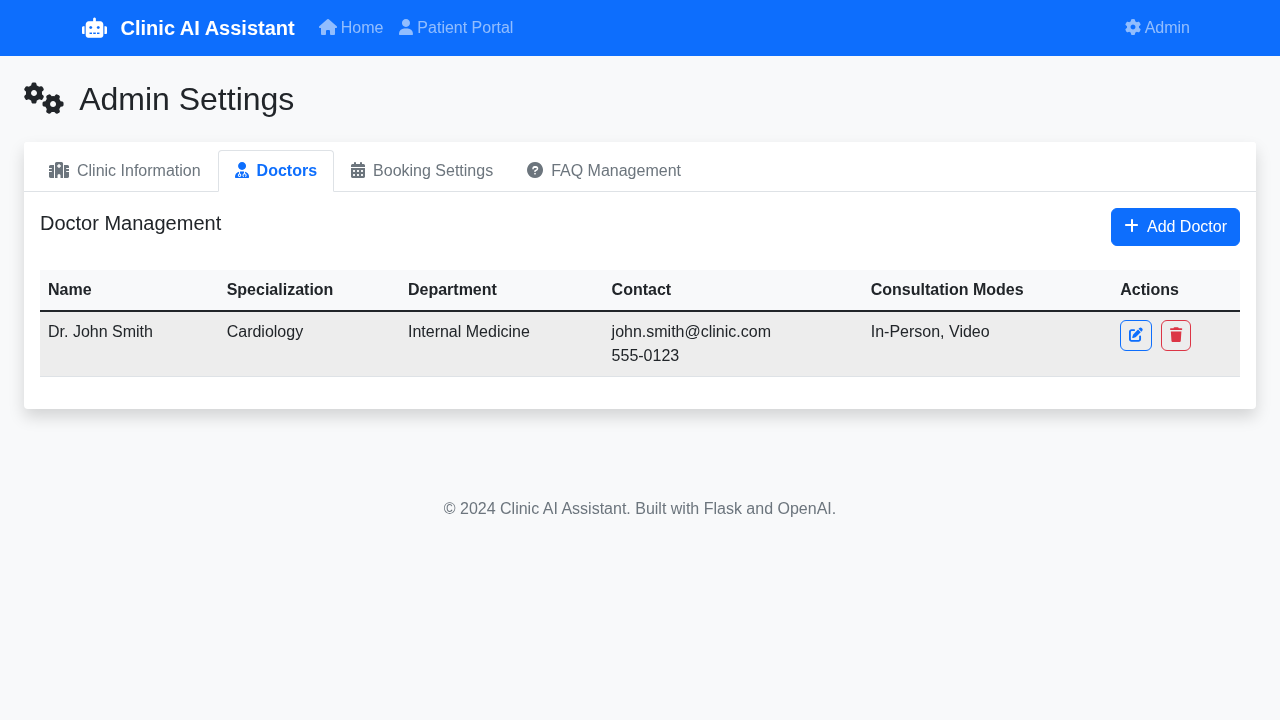 Clinic AI Assistant Home Patient Portal Admin
Admin Settings
Clinic Information Doctors Booking Settings FAQ Management
Doctor Management Add Doctor
Name Specialization Department Contact Consultation Modes Actions
Dr. John Smith Cardiology Internal Medicine john.smith@clinic.com In-Person, Video
555-0123
© 2024 Clinic AI Assistant. Built with Flask and OpenAI.